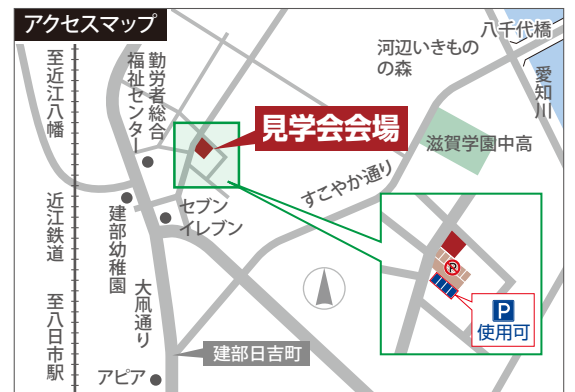 アクセスマップ
至近江八幡
近江鉄道
至八日市駅
勤労者総合
福祉センター
建部幼稚園
セブン
イレブン
大凧通り
アピア
建部日吉町
見学会会場
すこやか通り
河辺いきもの
の森
八千代橋
愛知川
滋賀学園中高
P
P
使用可